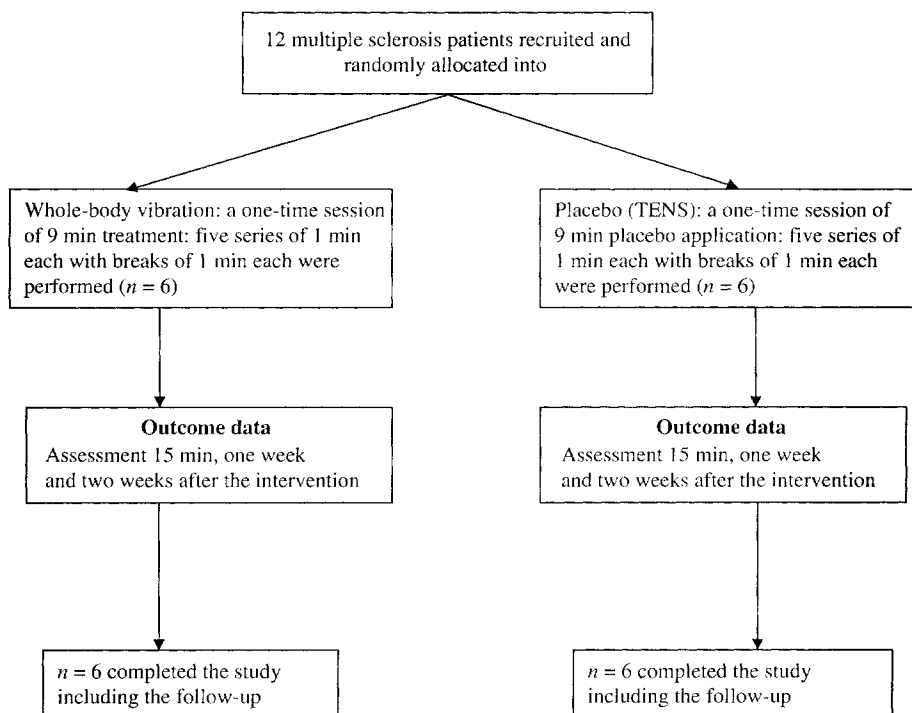 12 multiple sclerosis patients recruited and
randomly allocated into
Whole-body vibration: a one-time session
of 9 min treatment: five series of 1 min
each with breaks of 1 min each were
performed (n = 6)
Placebo (TENS): a one-time session of
9 min placebo application: five series of
1 min each with breaks of 1 min each
were performed (n = 6)
Outcome data
Assessment 15 min, one week
and two weeks after the intervention
Outcome data
Assessment 15 min, one week
and two weeks after the intervention
n = 6 completed the study
including the follow-up
n = 6 completed the study
including the follow-up